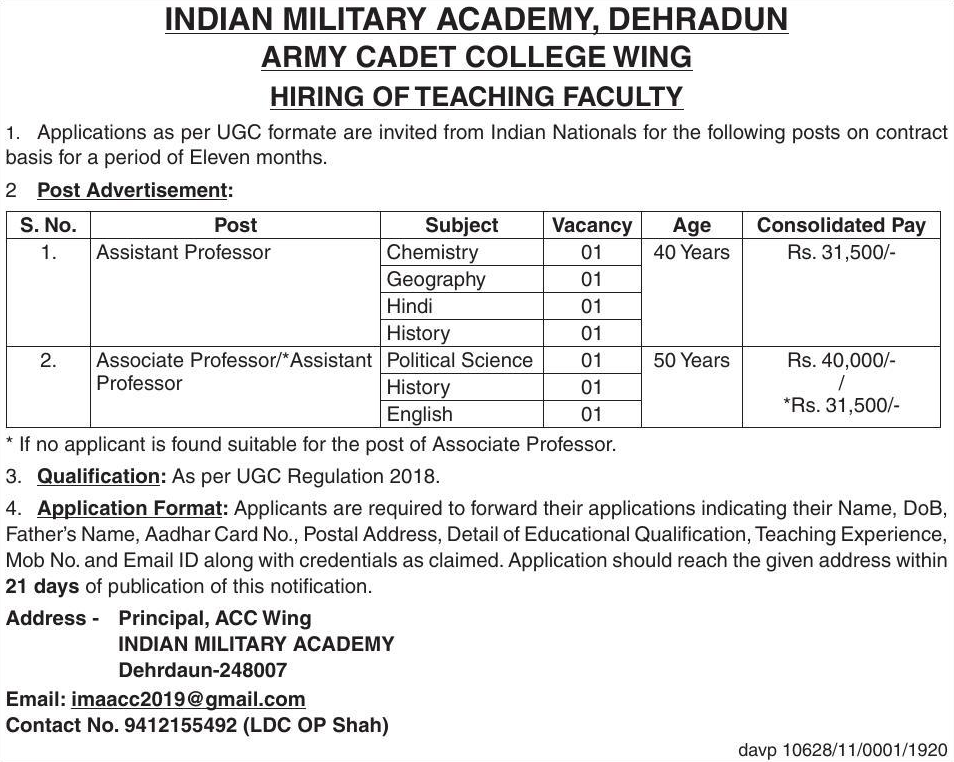 INDIAN MILITARY ACADEMY, DEHRADUN
ARMY CADET COLLEGE WING
HIRING OF TEACHING FACULTY
1. Applications as per UGC formate are invited from Indian Nationals for the following posts on contract
basis for a period of Eleven months.
2 Post Advertisement:
S. No. Post Subject Vacancy Age Consolidated Pay
1. Assistant Professor Chemistry 01 40 Years Rs. 31,500/-
Geography 01
Hindi 01
History 01
2. Associate Professor/*Assistant Political Science 01 50 Years Rs. 40,000/-
Professor History 01 /
English 01 *Rs. 31,500/-
* If no applicant is found suitable for the post of Associate Professor.
3. Qualification: As per UGC Regulation 2018.
4. Application Format: Applicants are required to forward their applications indicating their Name, DoB,
Father's Name, Aadhar Card No., Postal Address, Detail of Educational Qualification, Teaching Experience,
Mob No. and Email ID along with credentials as claimed. Application should reach the given address within
21 days of publication of this notification.
Address - Principal, ACC Wing
INDIAN MILITARY ACADEMY
Dehrdaun-248007
Email: imaacc2019@gmail.com
Contact No. 9412155492 (LDC OP Shah)
davp 10628/11/0001/1920